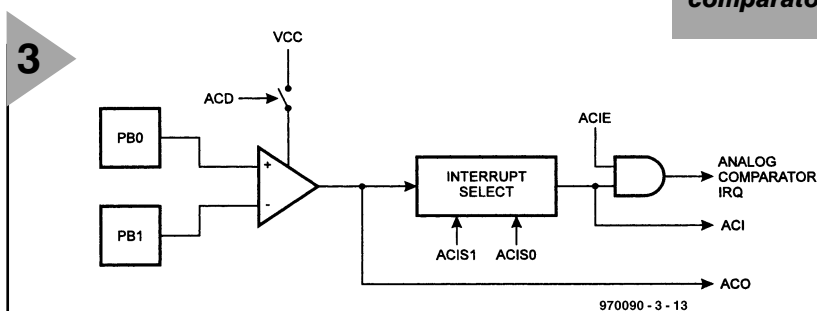 comparato
3
VCC
ACD
ACIE
PB0
+
-
PB1
INTERRUPT
SELECT
ANALOG
COMPARATOR
IRQ
ACI
ACIS1 ACIS0
ACO
970090 - 3 - 13